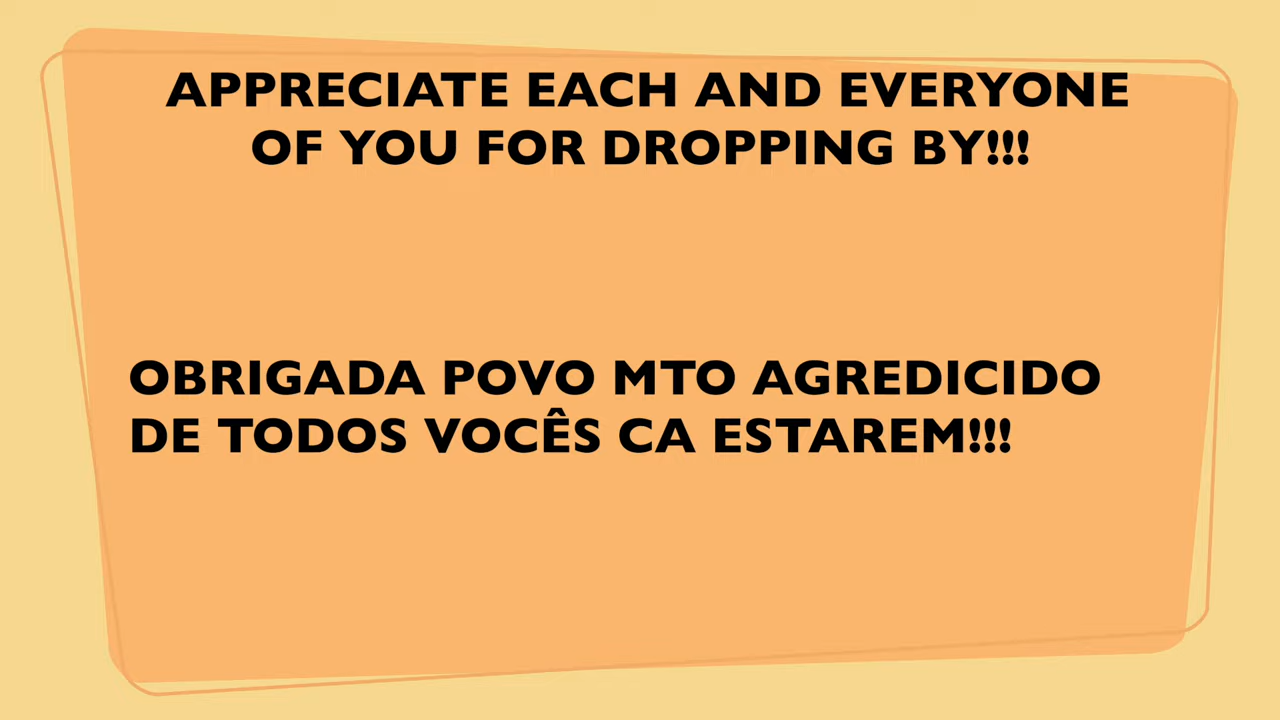 APPRECIATE EACH AND EVERYONE
OF YOU FOR DROPPING BY!!!
OBRIGADA POVO MTO AGREDICIDO
DE TODOS VOCÊS CA ESTAREM!!!